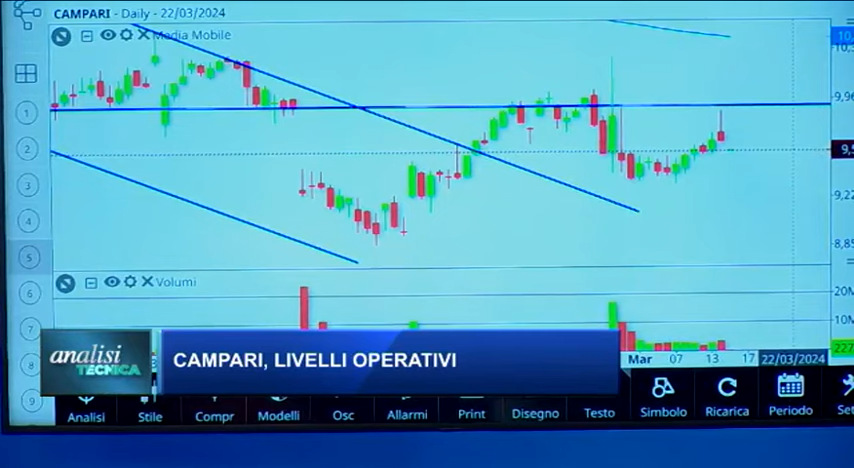 CAMPARI - Daily - 22/03/2024
Media Mobile
10,
10,
9,96
9,5
9,22
8,85
1
2
3
4
5
6
7
8
9
Volumi
20M
10M
227
Mar 07 13 17 22/03/2024
analisi
TECNICA
CAMPARI, LIVELLI OPERATIVI
Analisi Stile Compr Modelli Osc Allarmi Print Disegno Testo Simbolo Ricarica Periodo Set